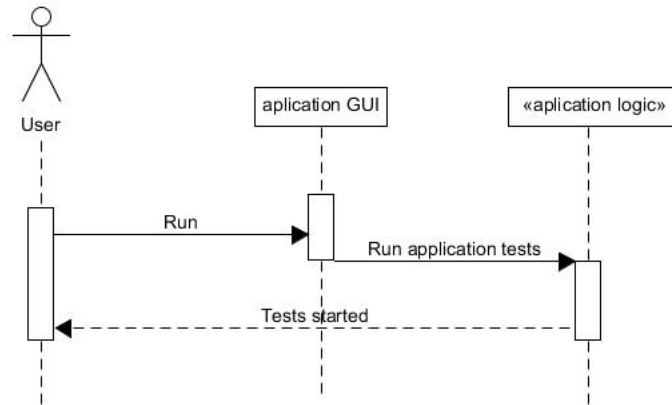 User
aplication GUI
«aplication logic»
Run
Run application tests
Tests started